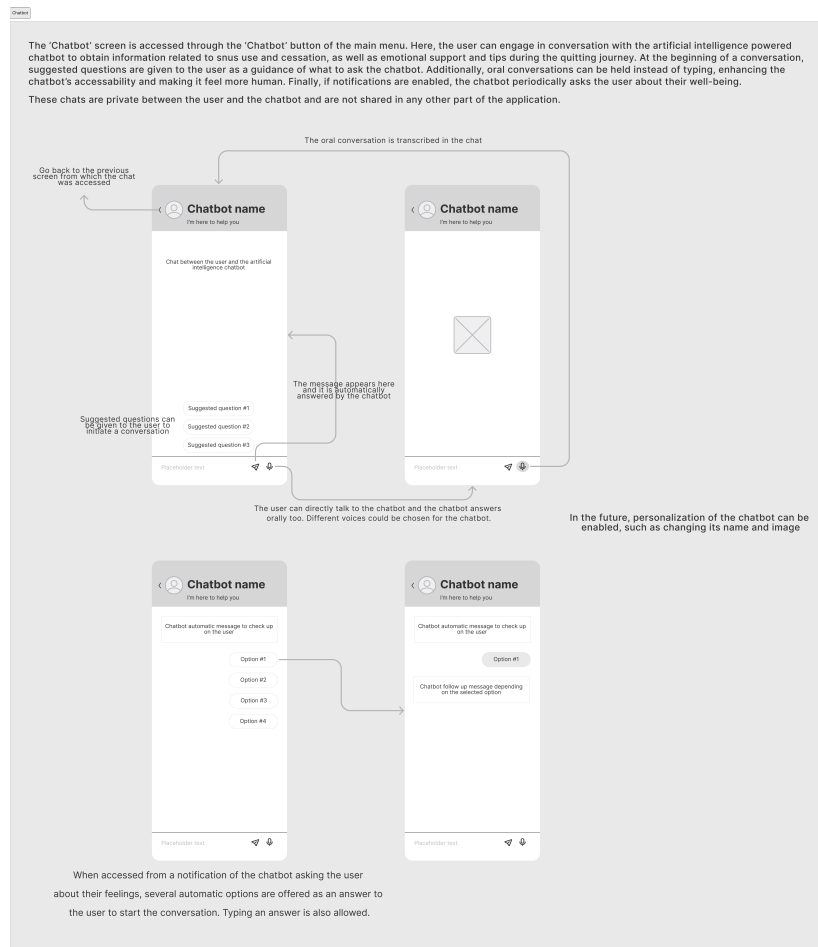 Chatbot
The ‘Chatbot’ screen is accessed through the ‘Chatbot’ button of the main menu. Here, the user can engage in conversation with the artificial intelligence powered
chatbot to obtain information related to snus use and cessation, as well as emotional support and tips during the quitting journey. At the beginning of a conversation,
suggested questions are given to the user as a guidance of what to ask the chatbot. Additionally, oral conversations can be held instead of typing, enhancing the
chatbot’s accessability and making it feel more human. Finally, if notifications are enabled, the chatbot periodically asks the user about their well-being.
These chats are private between the user and the chatbot and are not shared in any other part of the application.
The oral conversation is transcribed in the chat
Go back to the previous
screen from which the chat
was accessed
Chatbot name
I'm here to help you
Chat between the user and the artificial
intelligence chatbot
Suggested question #1
Suggested question #2
Suggested question #3
Placeholder text
Suggested questions can
be given to the user to
initiate a conversation
The message appears here
and it is automatically
answered by the chatbot
Chatbot name
I'm here to help you
Placeholder text
The user can directly talk to the chatbot and the chatbot answers
orally too. Different voices could be chosen for the chatbot.
In the future, personalization of the chatbot can be
enabled, such as changing its name and image
Chatbot name
I'm here to help you
Chatbot automatic message to check up
on the user
Option #1
Option #2
Option #3
Option #4
Placeholder text
Chatbot name
I'm here to help you
Chatbot automatic message to check up
on the user
Option #1
Chatbot follow up message depending
on the selected option
Placeholder text
When accessed from a notification of the chatbot asking the user
about their feelings, several automatic options are offered as an answer to
the user to start the conversation. Typing an answer is also allowed.